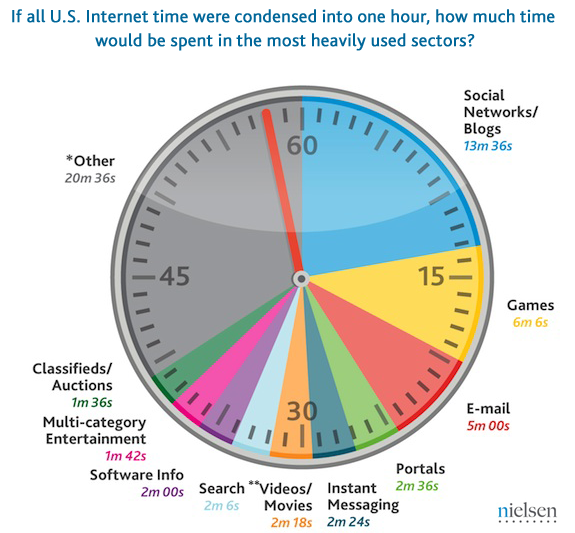 If all U.S. Internet time were condensed into one hour, how much time
would be spent in the most heavily used sectors?
Social
Networks/
Blogs
13m 36s
60
*Other
20m 36s
45
15
Games
6m 6s
Classifieds/
Auctions
1m 36s
30
E-mail
5m 00s
Multi-category
Entertainment
1m 42s
Portals
2m 36s
Software Info
2m 00s
Search
2m 6s
**Videos/
Movies
2m 18s
Instant
Messaging
2m 24s
nielsen